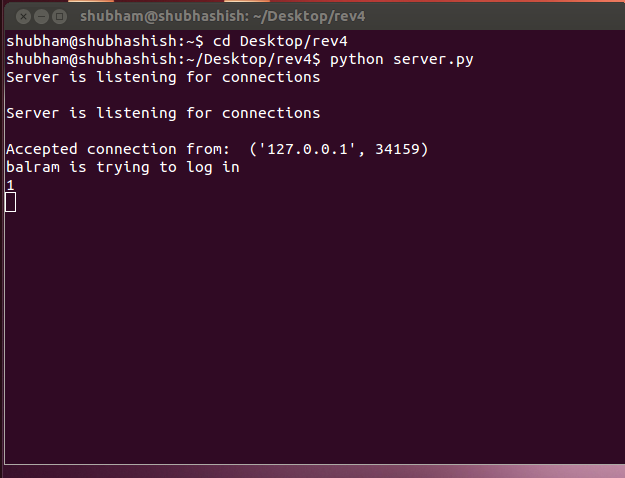 shubham@shubhashish: ~/Desktop/rev4
shubham@shubhashish:~$ cd Desktop/rev4
shubham@shubhashish:~/Desktop/rev4$ python server.py
Server is listening for connections
Server is listening for connections
Accepted connection from:  ('127.0.0.1', 34159)
balram is trying to log in
1